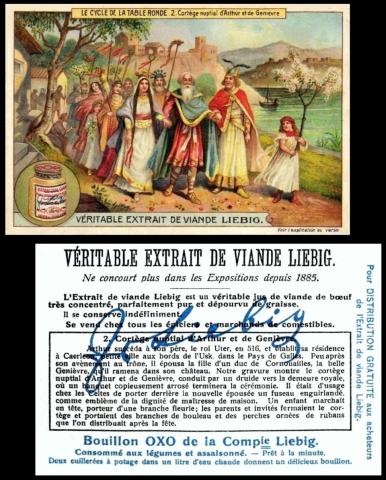 LE CYCLE DE LA TABLE RONDE 2. Cortège nuptial d'Arthur et de Genièvre
VÉRITABLE EXTRAIT DE VIANDE LIEBIG.
Voir l'explication au verso
VÉRITABLE EXTRAIT DE VIANDE LIEBIG.
Ne concourt plus dans les Expositions depuis 1885.
L'Extrait de viande Liebig est un véritable jus de viande de bœuf
très concentré, parfaitement pur et dépourvu de graisse.
Il se conserve indéfiniment.
Se vend chez tous les épiciers et marchands de comestibles.
2. Cortège nuptial d'Arthur et de Genièvre.
Arthur succéda à son père, le roi Uter, en 516, et établit sa résidence
à Caerleon, petite ville aux bords de l'Usk, dans le Pays de Galles. Peu après
son avènement au trône, il épousa la fille d'un duc de Cornouailles, la belle
Genièvre, et il ramena dans son château. Notre gravure montre le cortège
nuptial d'Arthur et de Genièvre, conduit par un druide vers la demeure royale,
où un banquet copieusement arrosé terminera la cérémonie. Il était d'usage
chez les Celtes de porter derrière la nouvelle épouse un fuseau enguirlandé,
comme emblème de la dignité de maîtresse de maison. Un enfant marchait
en tête, porteur d'une branche fleurie; les parents et invités fermaient le cor-
tège et portaient des branches de bouleau et des perches ornées de rubans
que l'on distribuait après la fête.
Bouillon OXO de la Compie Liebig.
Consommé aux légumes et assaisonné. — Prêt à la minute.
Deux cuillerées à potage dans un litre d'eau chaude donnent un délicieux bouillon.
Pour DISTRIBUTION GRATUITE aux acheteurs
de l'Extrait de viande Liebig.